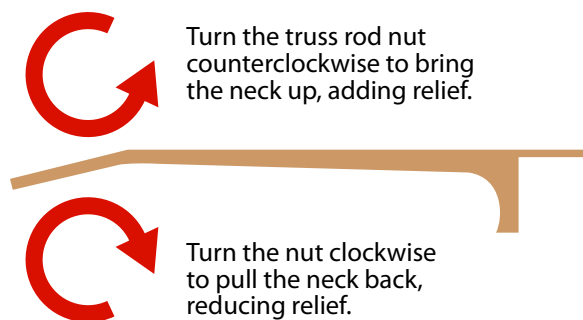 Turn the truss rod nut
counterclockwise to bring
the neck up, adding relief.
Turn the nut clockwise
to pull the neck back,
reducing relief.